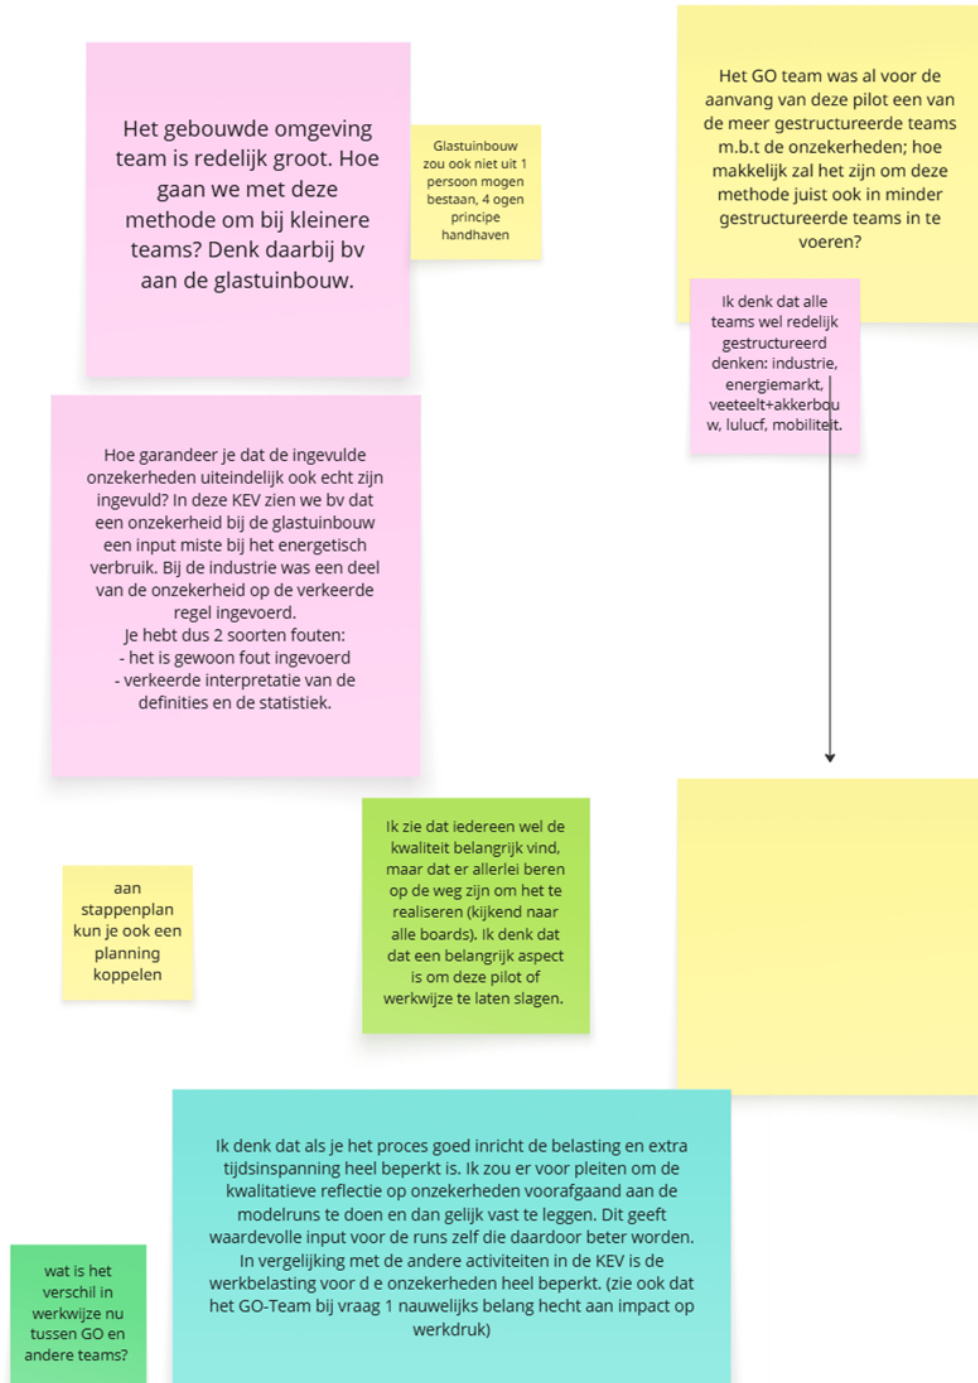 Het gebouwde omgeving
team is redelijk groot. Hoe
gaan we met deze
methode om bij kleinere
teams? Denk daarbij bv
aan de glastuinbouw.
Glastuinbouw
zou ook niet uit 1
persoon mogen
bestaan, 4 ogen
principe
handhaven
Het GO team was al voor de
aanvang van deze pilot een van
de meer gestructureerde teams
m.b.t de onzekerheden; hoe
makkelijk zal het zijn om deze
methode juist ook in minder
gestructureerde teams in te
voeren?
Ik denk dat alle
teams wel redelijk
gestructureerd
denken: industrie,
energiemarkt,
veeteelt+akkerbou
w, lulucf, mobiliteit.
Hoe garandeer je dat de ingevulde
onzekerheden uiteindelijk ook echt zijn
ingevuld? In deze KEV zien we bv dat
een onzekerheid bij de glastuinbouw
een input miste bij het energetisch
verbruik. Bij de industrie was een deel
van de onzekerheid op de verkeerde
regel ingevoerd.
Je hebt dus 2 soorten fouten:
- het is gewoon fout ingevoerd
- verkeerde interpretatie van de
definities en de statistiek.
Ik zie dat iedereen wel de
kwaliteit belangrijk vind,
maar dat er allerlei beren
op de weg zijn om het te
realiseren (kijkend naar
alle boards). Ik denk dat
dat een belangrijk aspect
is om deze pilot of
werkwijze te laten slagen.
aan
stappenplan
kun je ook een
planning
koppelen
Ik denk dat als je het proces goed inricht de belasting en extra
tijdsinspanning heel beperkt is. Ik zou er voor pleiten om de
kwalitatieve reflectie op onzekerheden voorafgaand aan de
modelruns te doen en dan gelijk vast te leggen. Dit geeft
waardevolle input voor de runs zelf die daardoor beter worden.
In vergelijking met de andere activiteiten in de KEV is de
werkbelasting voor d e onzekerheden heel beperkt. (zie ook dat
het GO-Team bij vraag 1 nauwelijks belang hecht aan impact op
werkdruk)
wat is het
verschil in
werkwijze nu
tussen GO en
andere teams?